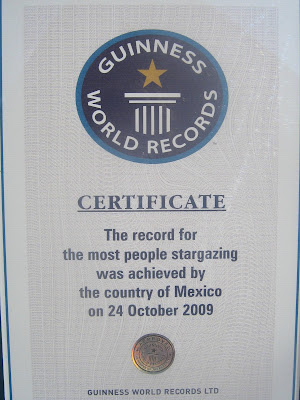 GUINNESS
WORLD RECORDS
CERTIFICATE
The record for
the most people stargazing
was achieved by
the country of Mexico
on 24 October 2009
GUINNESS WORLD RECORDS LTD